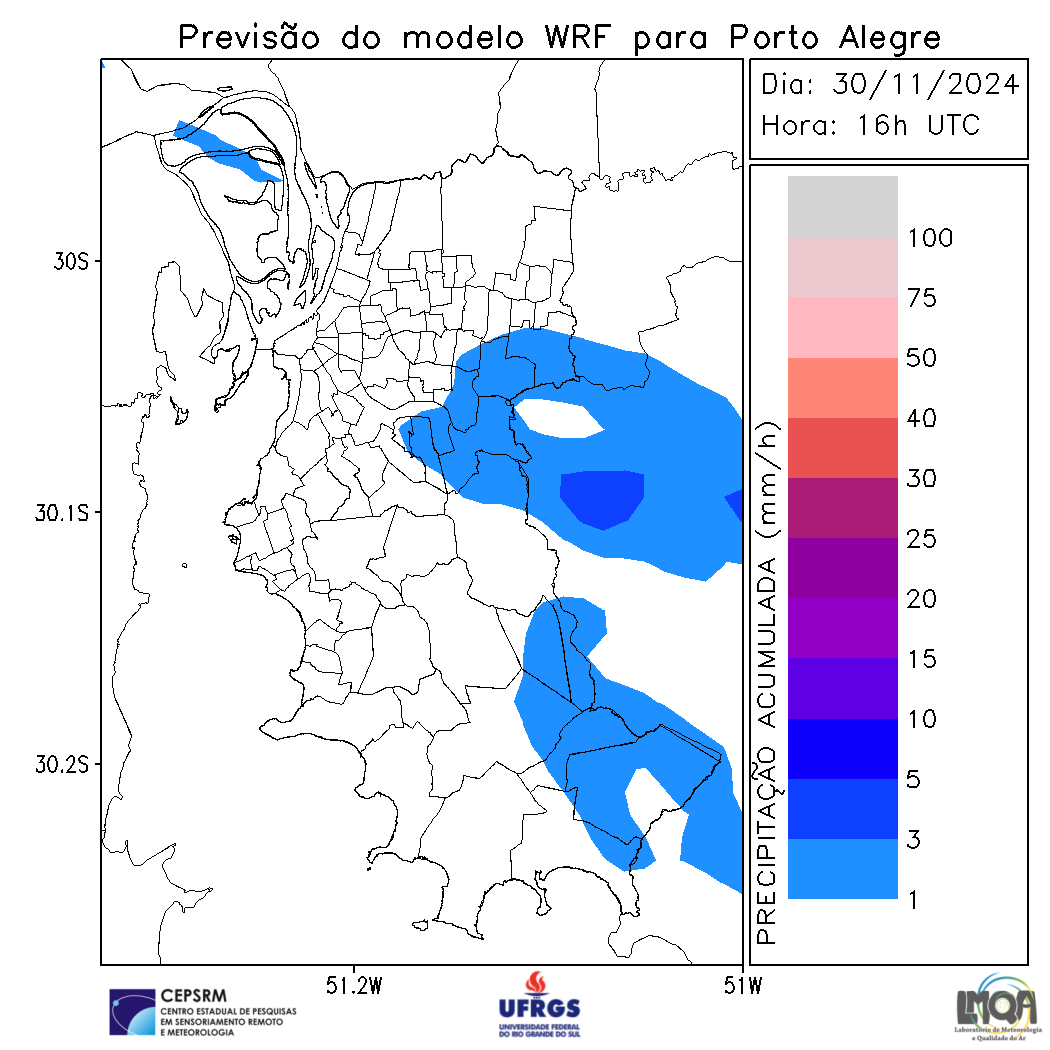 Previsão do modelo WRF para Porto Alegre
Dia: 30/11/2024
Hora: 16h UTC
30S
30.1S
30.2S
51.2W
51W
PRECIPITAÇÃO ACUMULADA (mm/h)
100
75
50
40
30
25
20
15
10
5
3
1
CEPSRM
CENTRO ESTADUAL DE PESQUISAS
EM SENSORIAMENTO REMOTO
E METEOROLOGIA
UFRGS
UNIVERSIDADE FEDERAL
DO RIO GRANDE DO SUL
LMQA
Laboratório de Meteorologia
e Qualidade do Ar